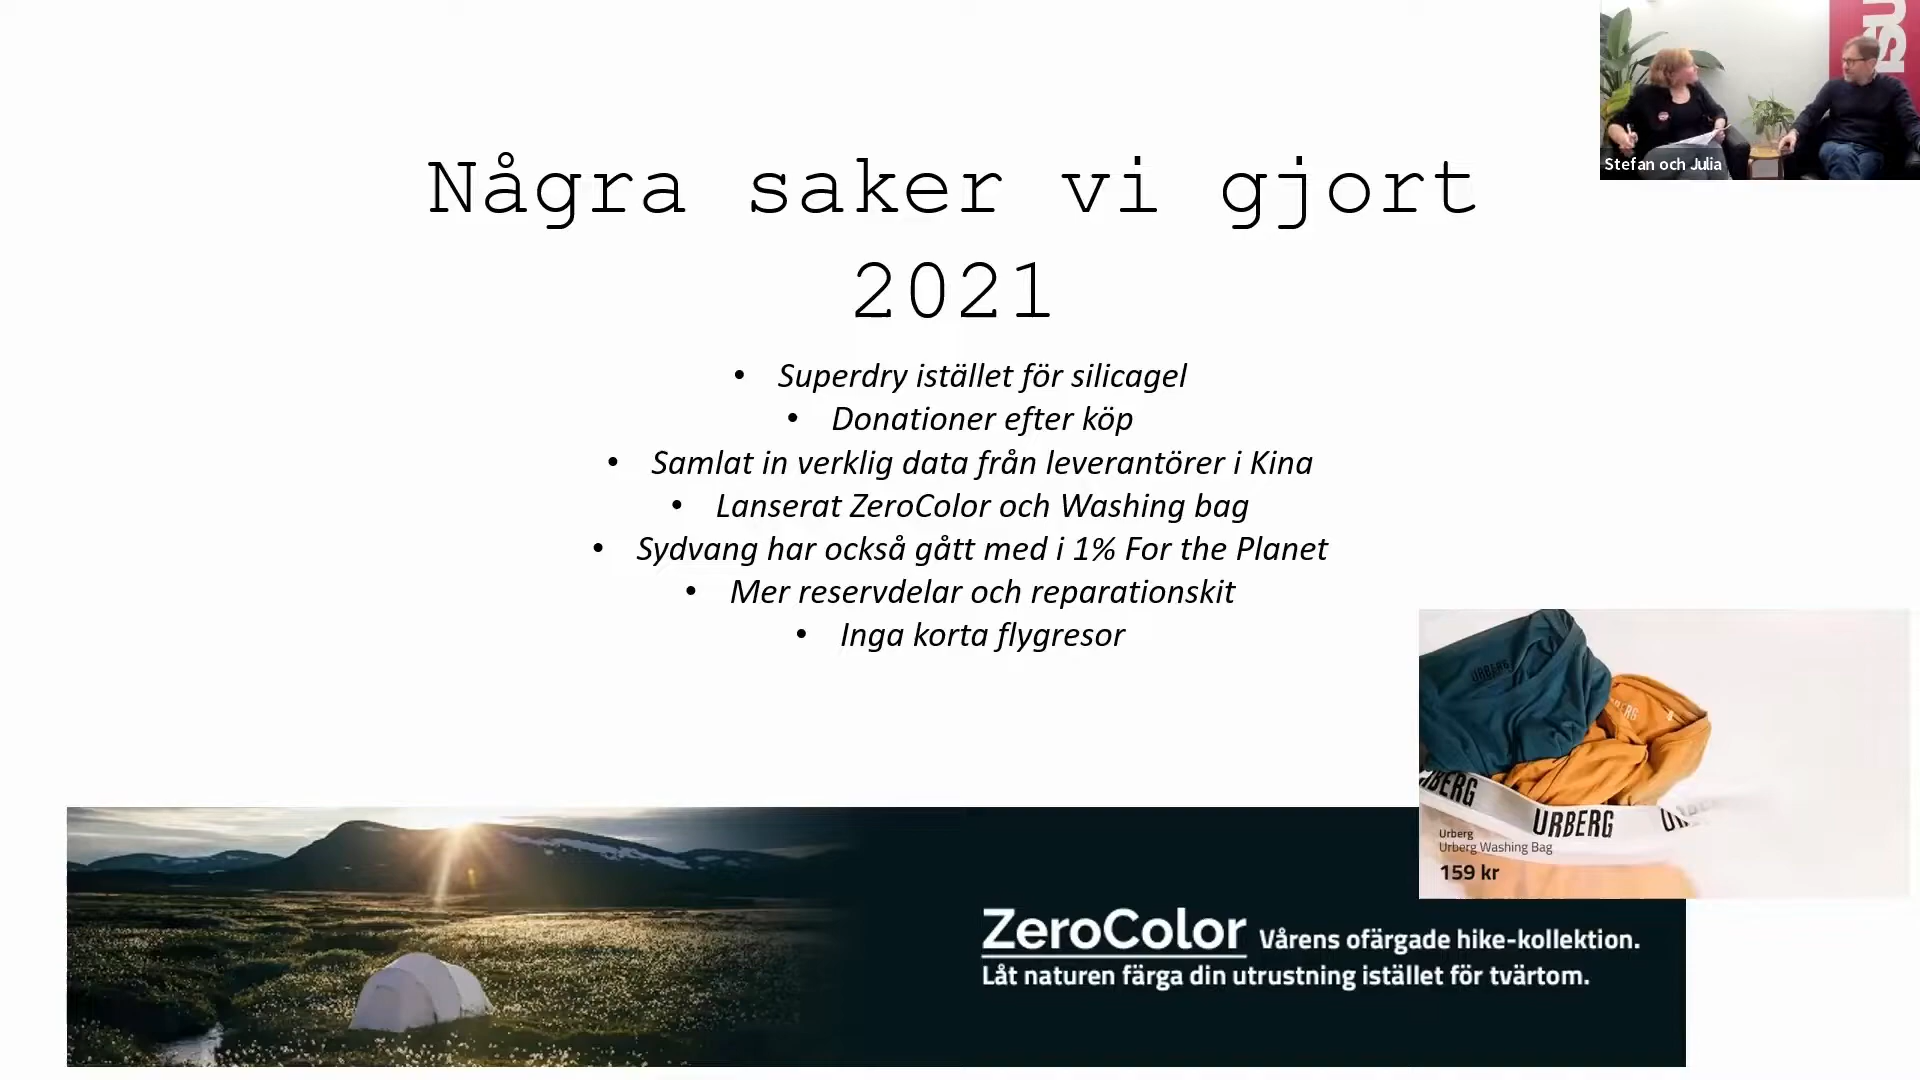 Några saker vi gjort
2021
• Superdry istället för silicagel
• Donationer efter köp
• Samlat in verklig data från leverantörer i Kina
• Lanserat ZeroColor och Washing bag
• Sydvang har också gått med i 1% For the Planet
• Mer reservdelar och reparationskit
• Inga korta flygresor
Stefan och Julia
URBERG
URBERG
Urberg
Urberg Washing Bag
159 kr
ZeroColor Vårens ofärgade hike-kollektion.
Låt naturen färga din utrustning istället för tvärtom.